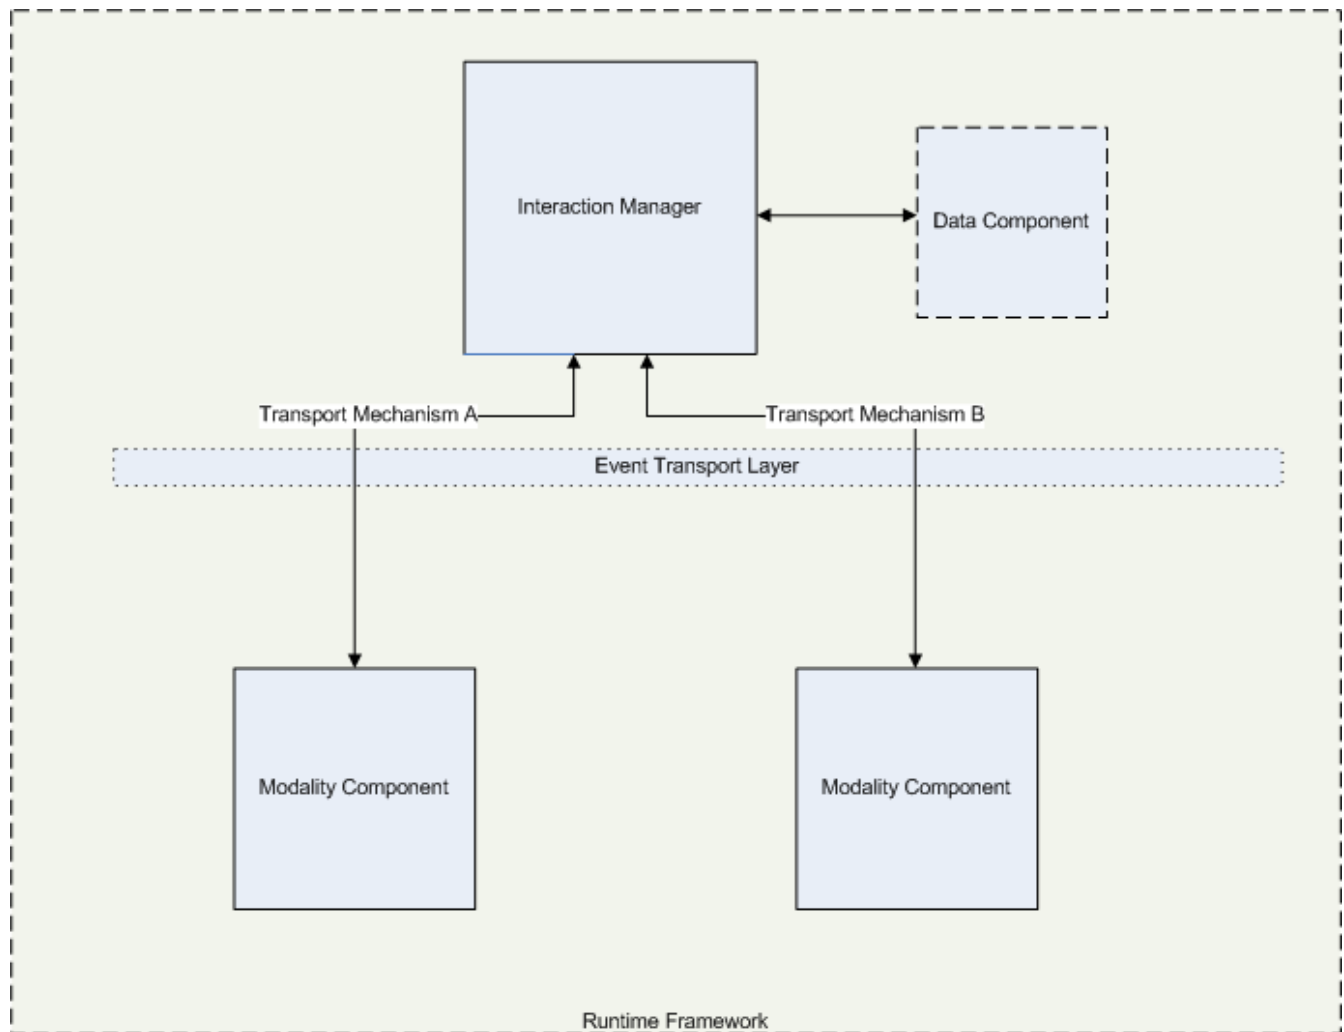 Interaction Manager
Data Component
Transport Mechanism A
Transport Mechanism B
Event Transport Layer
Modality Component
Modality Component
Runtime Framework